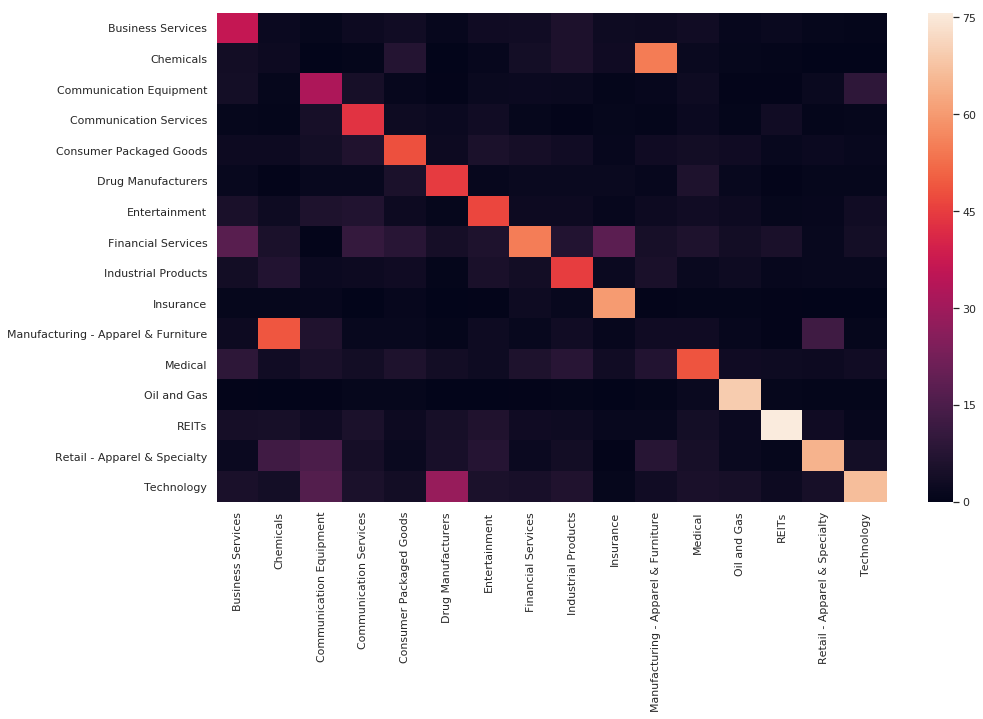 Business Services
Chemicals
Communication Equipment
Communication Services
Consumer Packaged Goods
Drug Manufacturers
Entertainment
Financial Services
Industrial Products
Insurance
Manufacturing - Apparel & Furniture
Medical
Oil and Gas
REITs
Retail - Apparel & Specialty
Technology
Business Services
Chemicals
Communication Equipment
Communication Services
Consumer Packaged Goods
Drug Manufacturers
Entertainment
Financial Services
Industrial Products
Insurance
Manufacturing - Apparel & Furniture
Medical
Oil and Gas
REITs
Retail - Apparel & Specialty
Technology
75
60
45
30
15
0